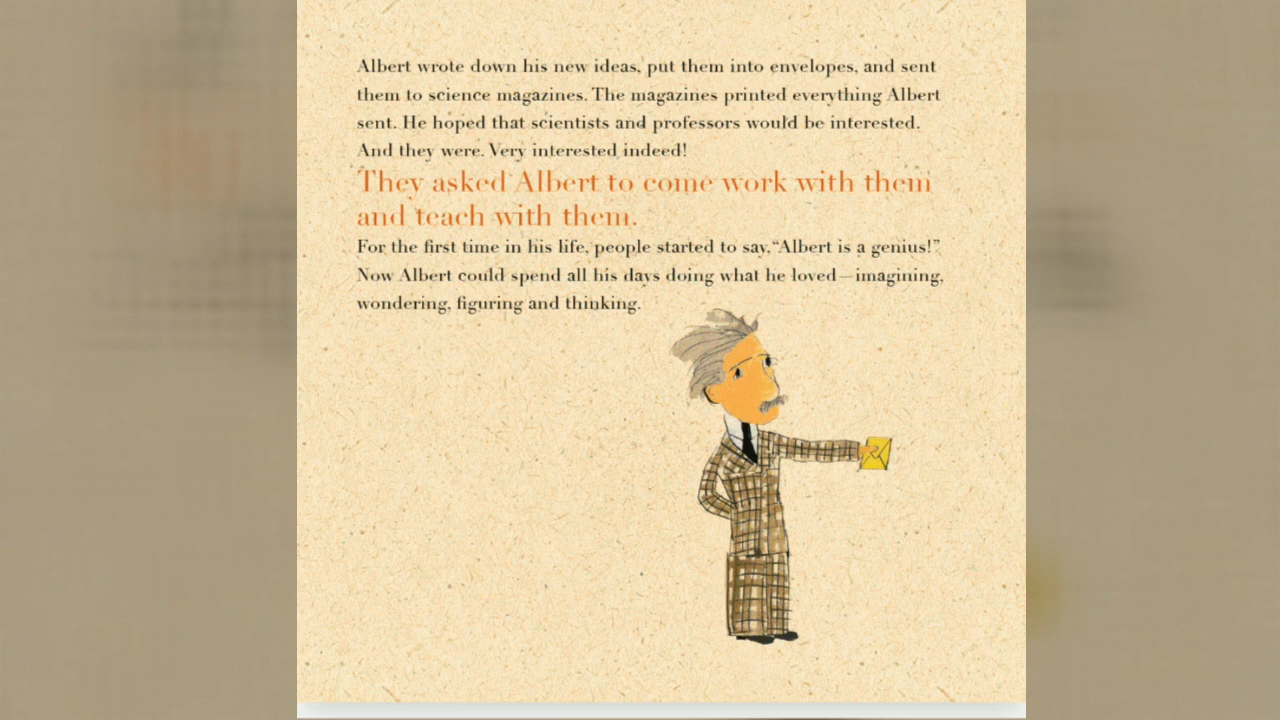 Albert wrote down his new ideas, put them into envelopes, and sent
them to science magazines. The magazines printed everything Albert
sent. He hoped that scientists and professors would be interested.
And they were. Very interested indeed!
They asked Albert to come work with them
and teach with them.
For the first time in his life, people started to say, “Albert is a genius!”
Now Albert could spend all his days doing what he loved—imagining,
wondering, figuring and thinking.